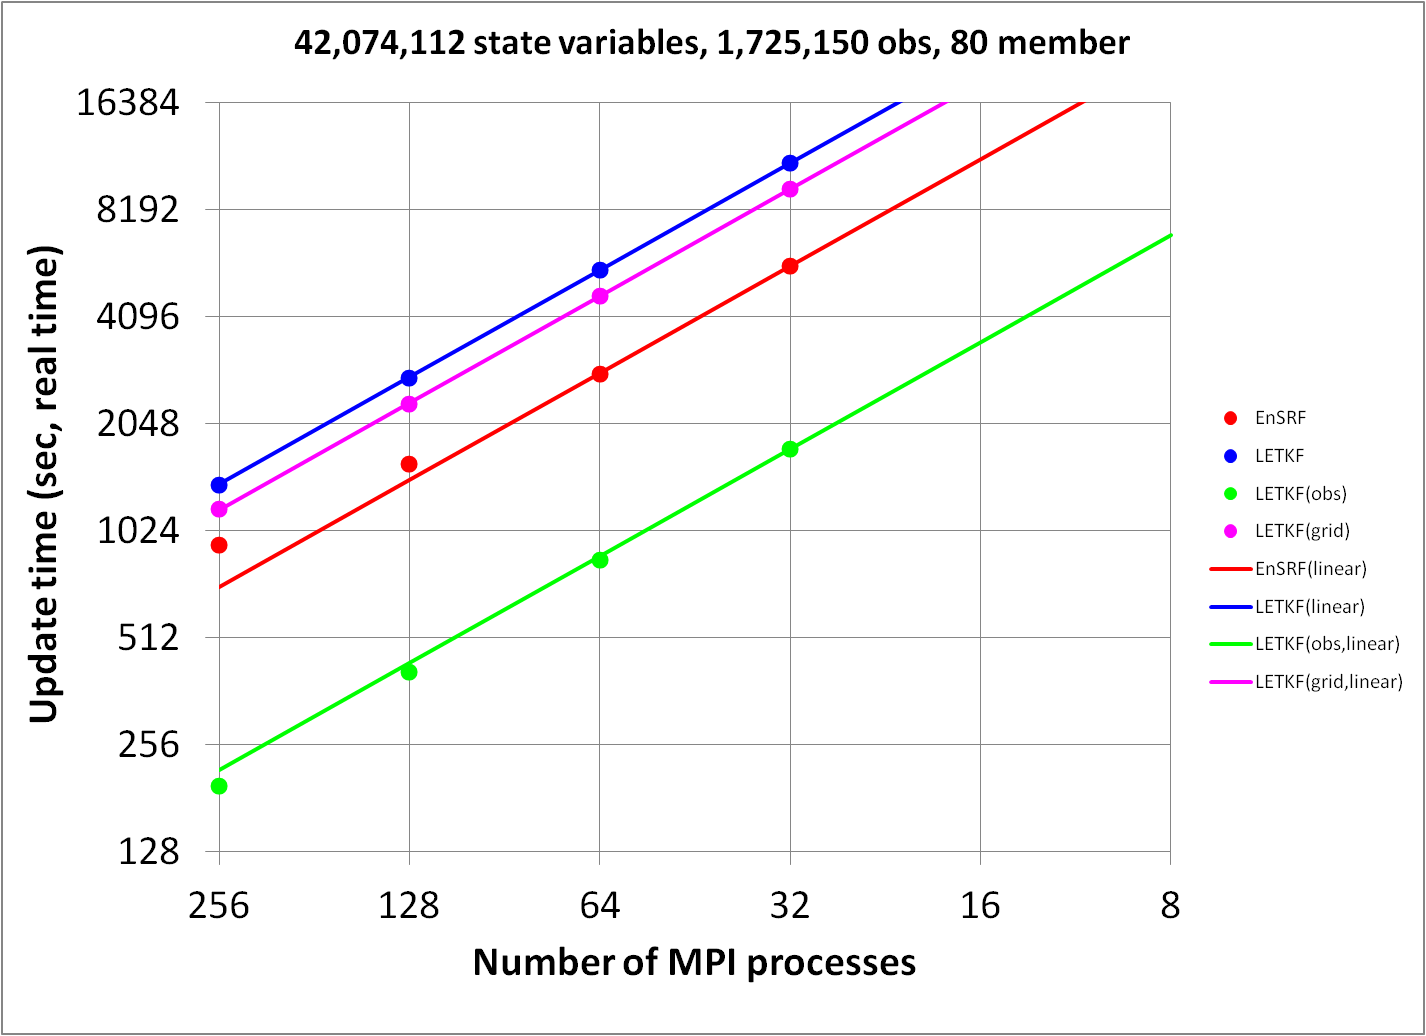 42,074,112 state variables, 1,725,150 obs, 80 member
16384
8192
4096
2048
1024
512
256
128
Update time (sec, real time)
256 128 64 32 16 8
Number of MPI processes
EnSRF
LETKF
LETKF(obs)
LETKF(grid)
EnSRF(linear)
LETKF(linear)
LETKF(obs,linear)
LETKF(grid,linear)